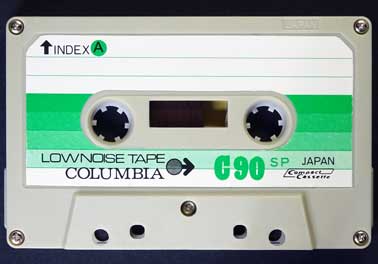 ↑INDEX A
LOW NOISE TAPE
COLUMBIA
C90 SP JAPAN
Compact
Cassette